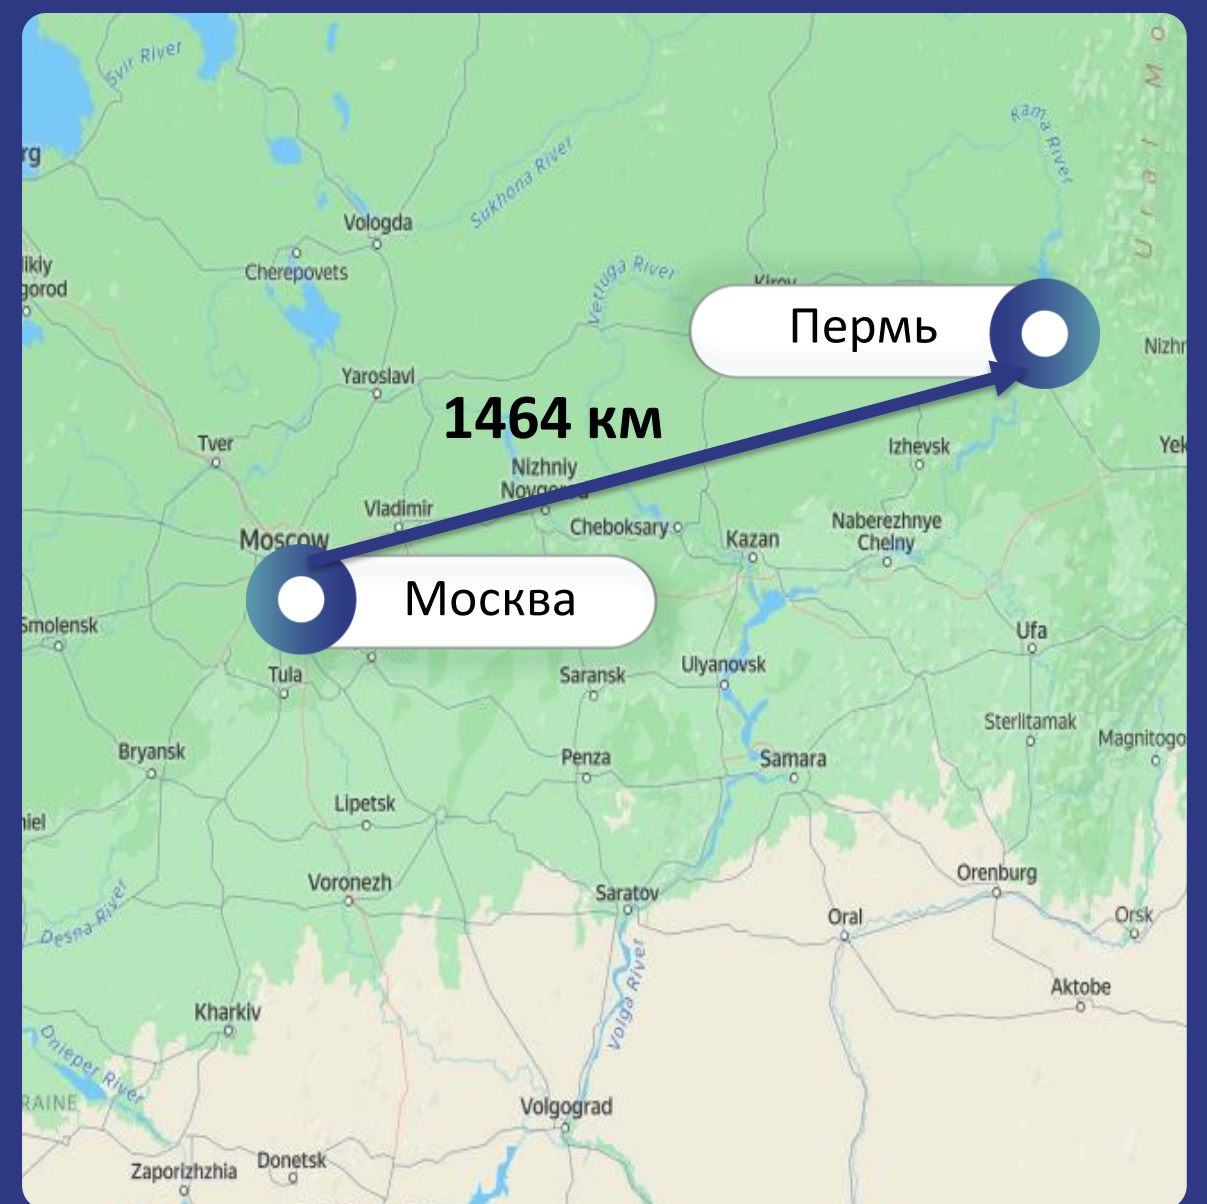 Svir River
Ural Mo
Kama River
rg
Sukhona River
Vologda
Cherepovets
Vetluga River
ikiy
gorod
Kirov
Пермь
Nizhn
Yaroslavl
1464 км
Tver
Izhevsk
Yek
Nizhniy
Novgorod
Vladimir
Cheboksary
Naberezhnye
Chelny
Moscow
Kazan
Москва
Smolensk
Ufa
Tula
Saransk
Ulyanovsk
Sterlitamak
Magnitogo
Bryansk
Penza
Samara
Lipetsk
niel
Voronezh
Saratov
Orenburg
Desna River
Oral
Orsk
Volga River
Aktobe
Kharkiv
Dnieper River
RAINE
Volgograd
Donetsk
Zaporizhzhia